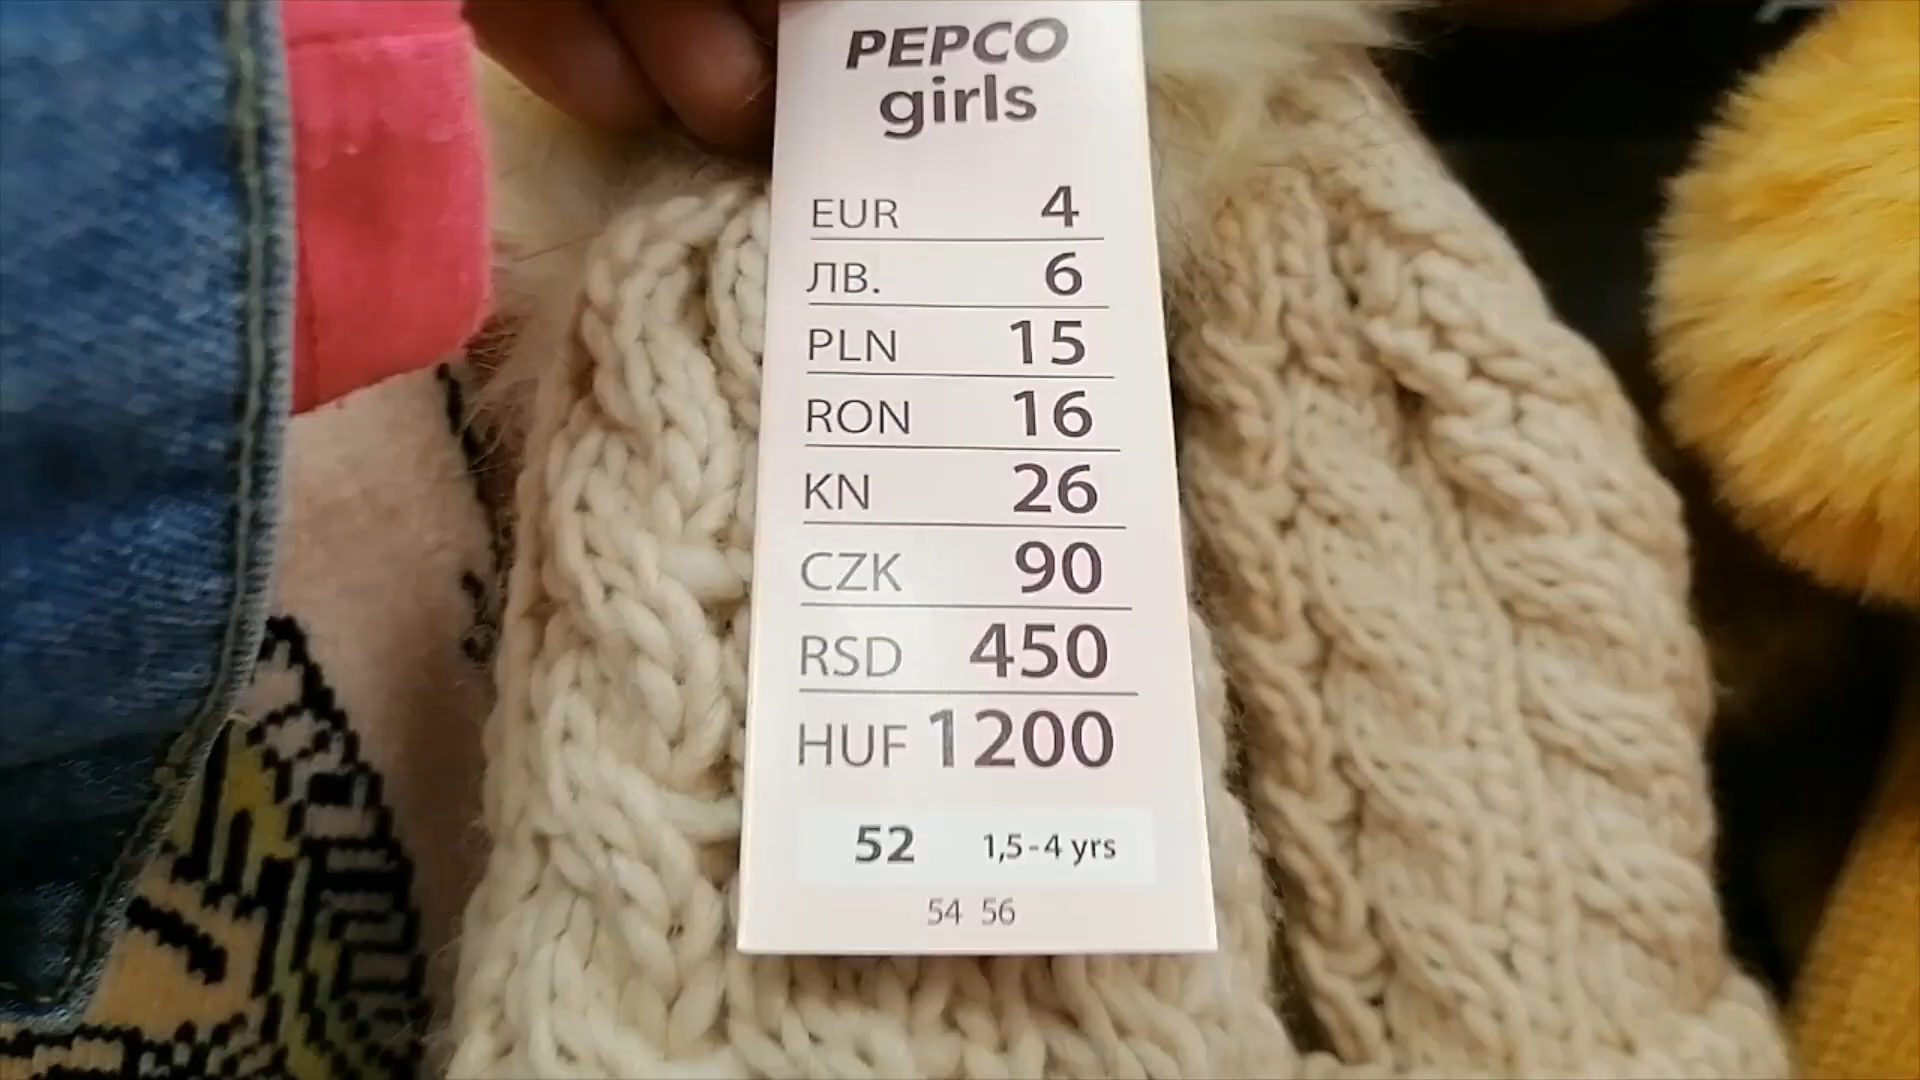 PEPCO
girls
EUR 4
ЛВ. 6
PLN 15
RON 16
KN 26
CZK 90
RSD 450
HUF 1200
52 1,5-4 yrs
54 56